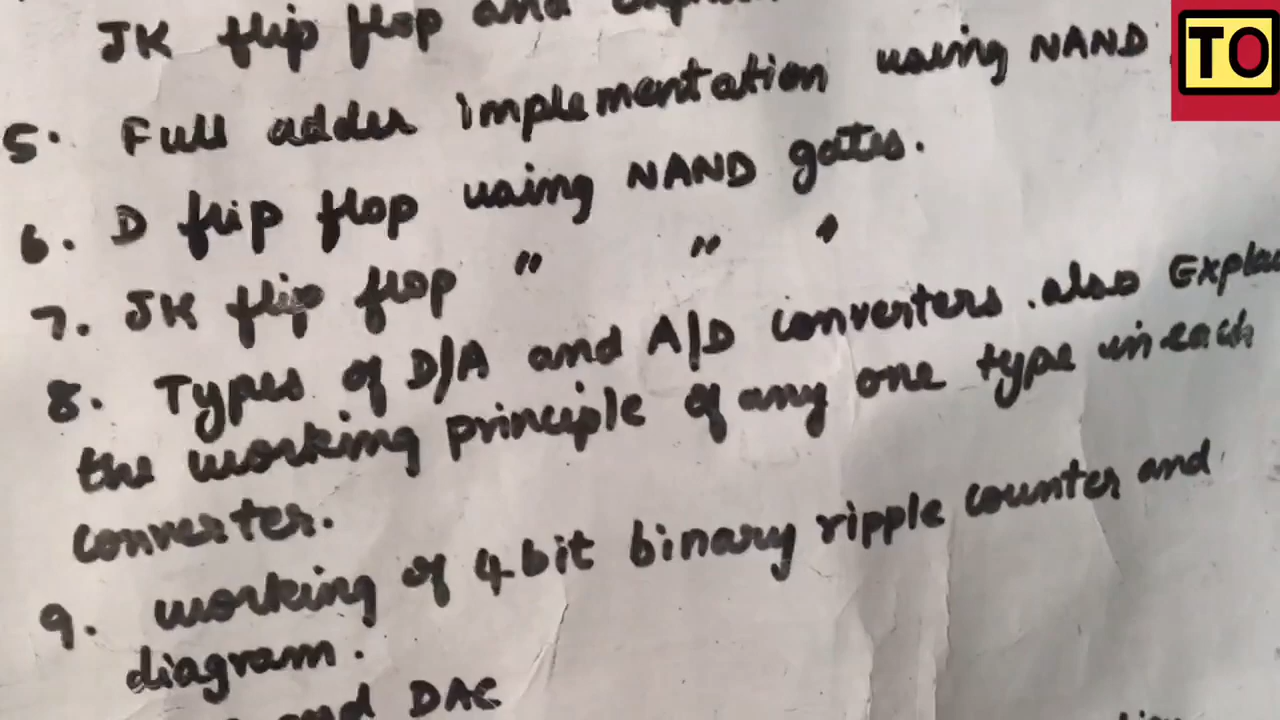 JK flip flop and
TO
5. Full adder implementation using NAND
6. D flip flop using NAND gates.
7. JK flip flop " " "
8. Types of D/A and A/D converters. also
the working principle of any one type in each
converter.
9. working of 4 bit binary ripple counter and
diagram.
and DAC